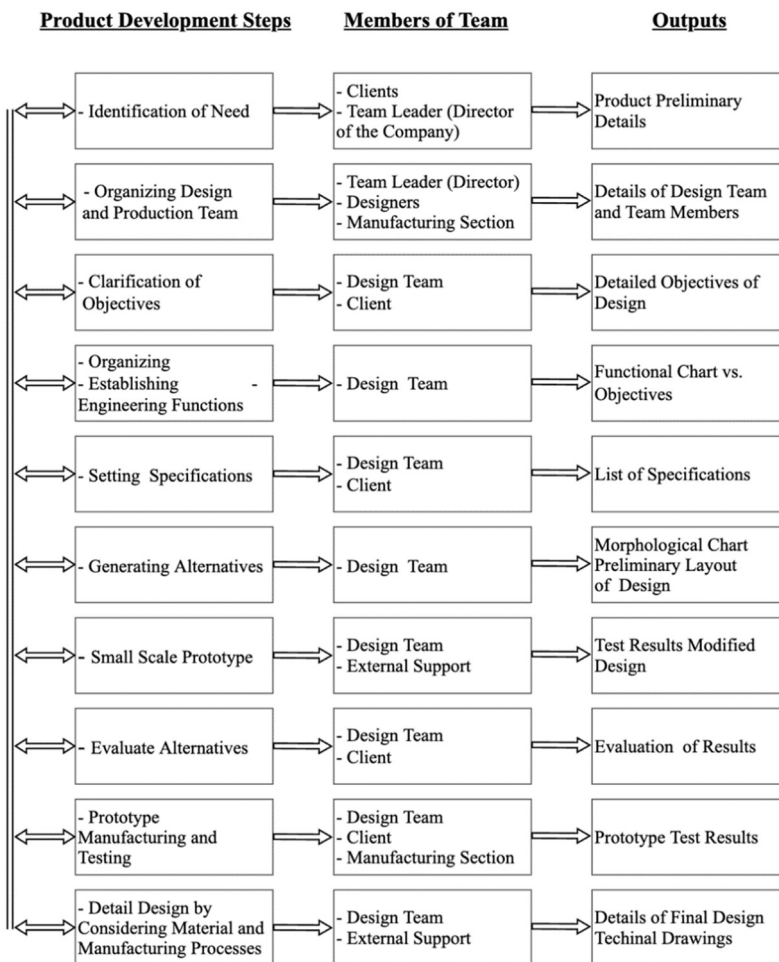 Product Development Steps
Members of Team
Outputs
- Identification of Need
- Clients
- Team Leader (Director
of the Company)
Product Preliminary
Details
- Organizing Design
and Production Team
- Team Leader (Director)
- Designers
- Manufacturing Section
Details of Design Team
and Team Members
- Clarification of
Objectives
- Design Team
- Client
Detailed Objectives of
Design
- Organizing
- Establishing -
Engineering Functions
- Design Team
Functional Chart vs.
Objectives
- Setting Specifications
- Design Team
- Client
List of Specifications
- Generating Alternatives
- Design Team
Morphological Chart
Preliminary Layout
of Design
- Small Scale Prototype
- Design Team
- External Support
Test Results Modified
Design
- Evaluate Alternatives
- Design Team
- Client
Evaluation of Results
- Prototype
Manufacturing and
Testing
- Design Team
- Client
- Manufacturing Section
Prototype Test Results
- Detail Design by
Considering Material and
Manufacturing Processes
- Design Team
- External Support
Details of Final Design
Techinal Drawings